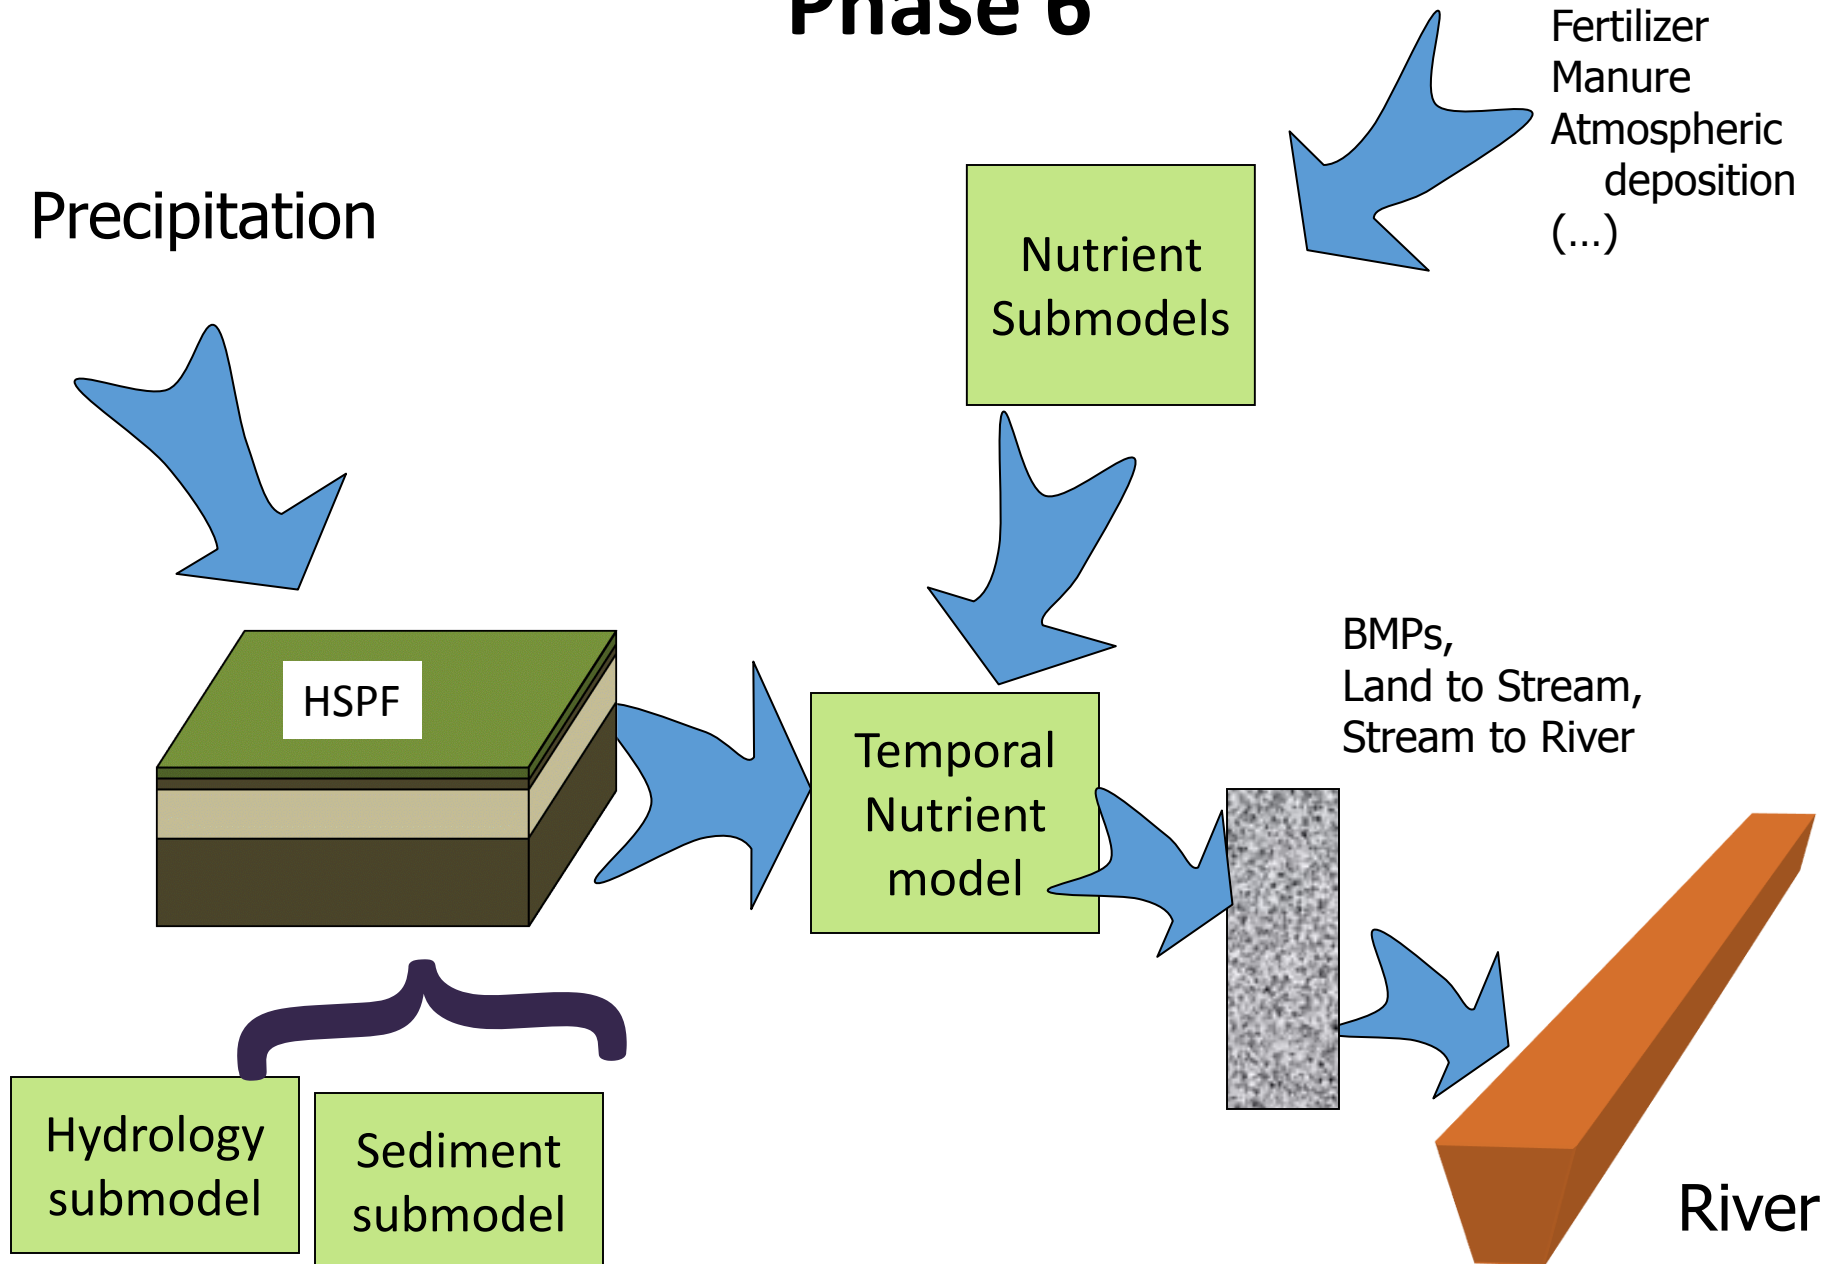 Phase 6
Fertilizer
Manure
Atmospheric
deposition
(...)
Precipitation
Nutrient
Submodels
HSPF
Temporal
Nutrient
model
BMPs,
Land to Stream,
Stream to River
Hydrology
submodel
Sediment
submodel
River